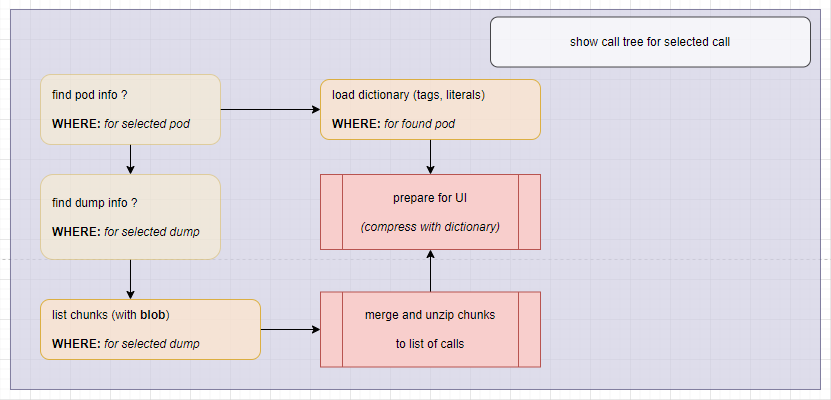 show call tree for selected call
find pod info ?
WHERE: for selected pod
load dictionary (tags, literals)
WHERE: for found pod
find dump info ?
WHERE: for selected dump
prepare for UI
(compress with dictionary)
list chunks (with blob)
WHERE: for selected dump
merge and unzip chunks
to list of calls